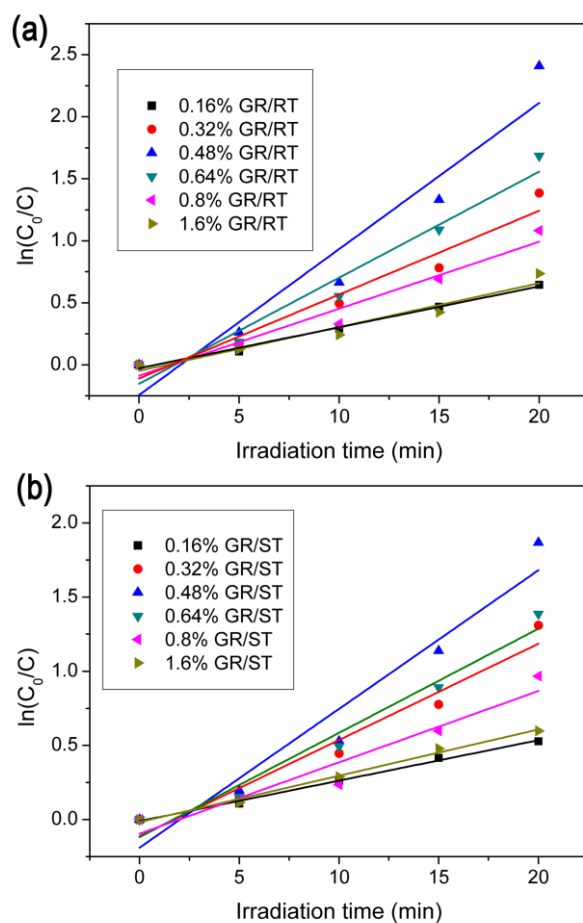 (a)
2.5
2.0
1.5
1.0
0.5
0.0
ln(C₀/C)
0.16% GR/RT
0.32% GR/RT
0.48% GR/RT
0.64% GR/RT
0.8% GR/RT
1.6% GR/RT
0 5 10 15 20
Irradiation time (min)
(b)
2.0
1.5
1.0
0.5
0.0
ln(C₀/C)
0.16% GR/ST
0.32% GR/ST
0.48% GR/ST
0.64% GR/ST
0.8% GR/ST
1.6% GR/ST
0 5 10 15 20
Irradiation time (min)